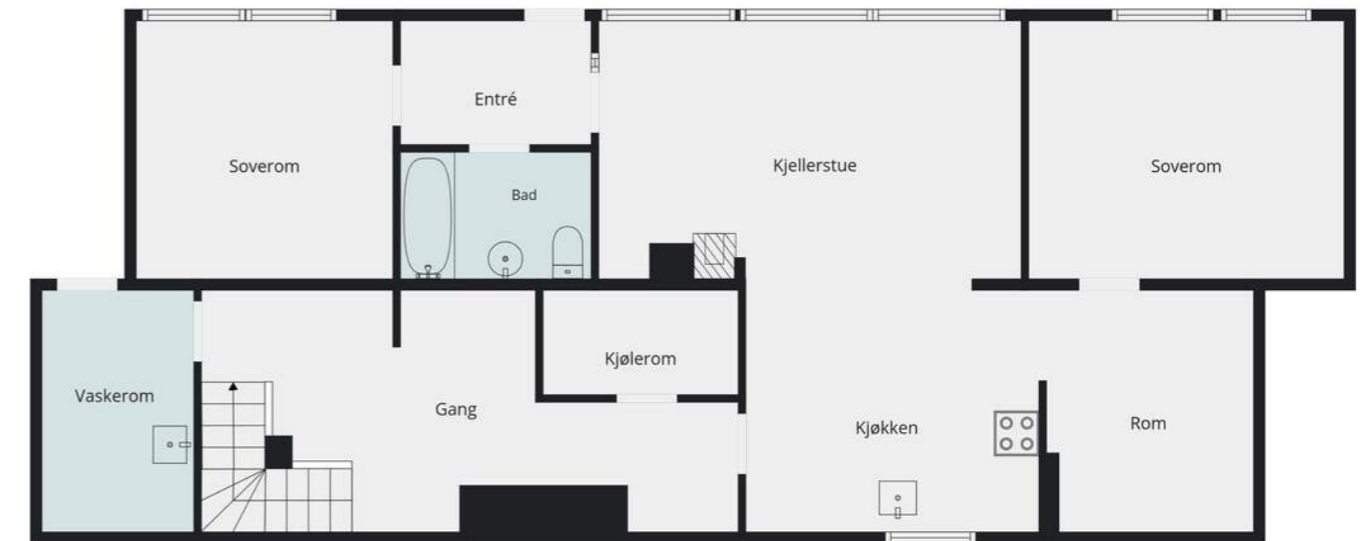 Entré
Soverom
Kjellerstue
Soverom
Bad
Kjølerom
Vaskerom
Gang
Kjøkken
Rom